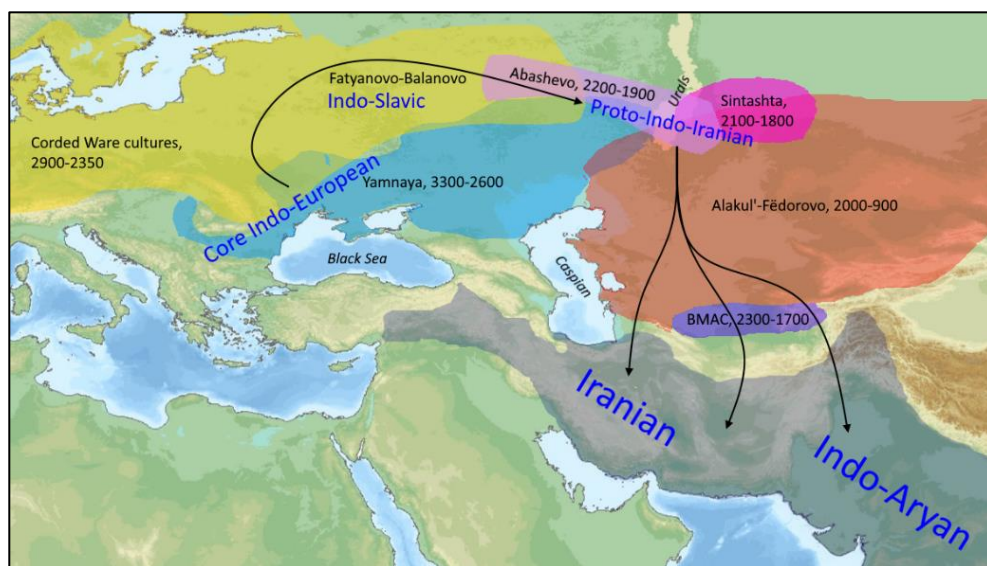 Fatyanovo-Balanovo
Indo-Slavic
Abashevo, 2200-1900
Urals
Sintashta,
2100-1800
Proto-Indo-Iranian
Corded Ware cultures,
2900-2350
Yamnaya, 3300-2600
Core Indo-European
Alakul'-Fëdorovo, 2000-900
Black Sea
Caspian
BMAC, 2300-1700
Iranian
Indo-Aryan